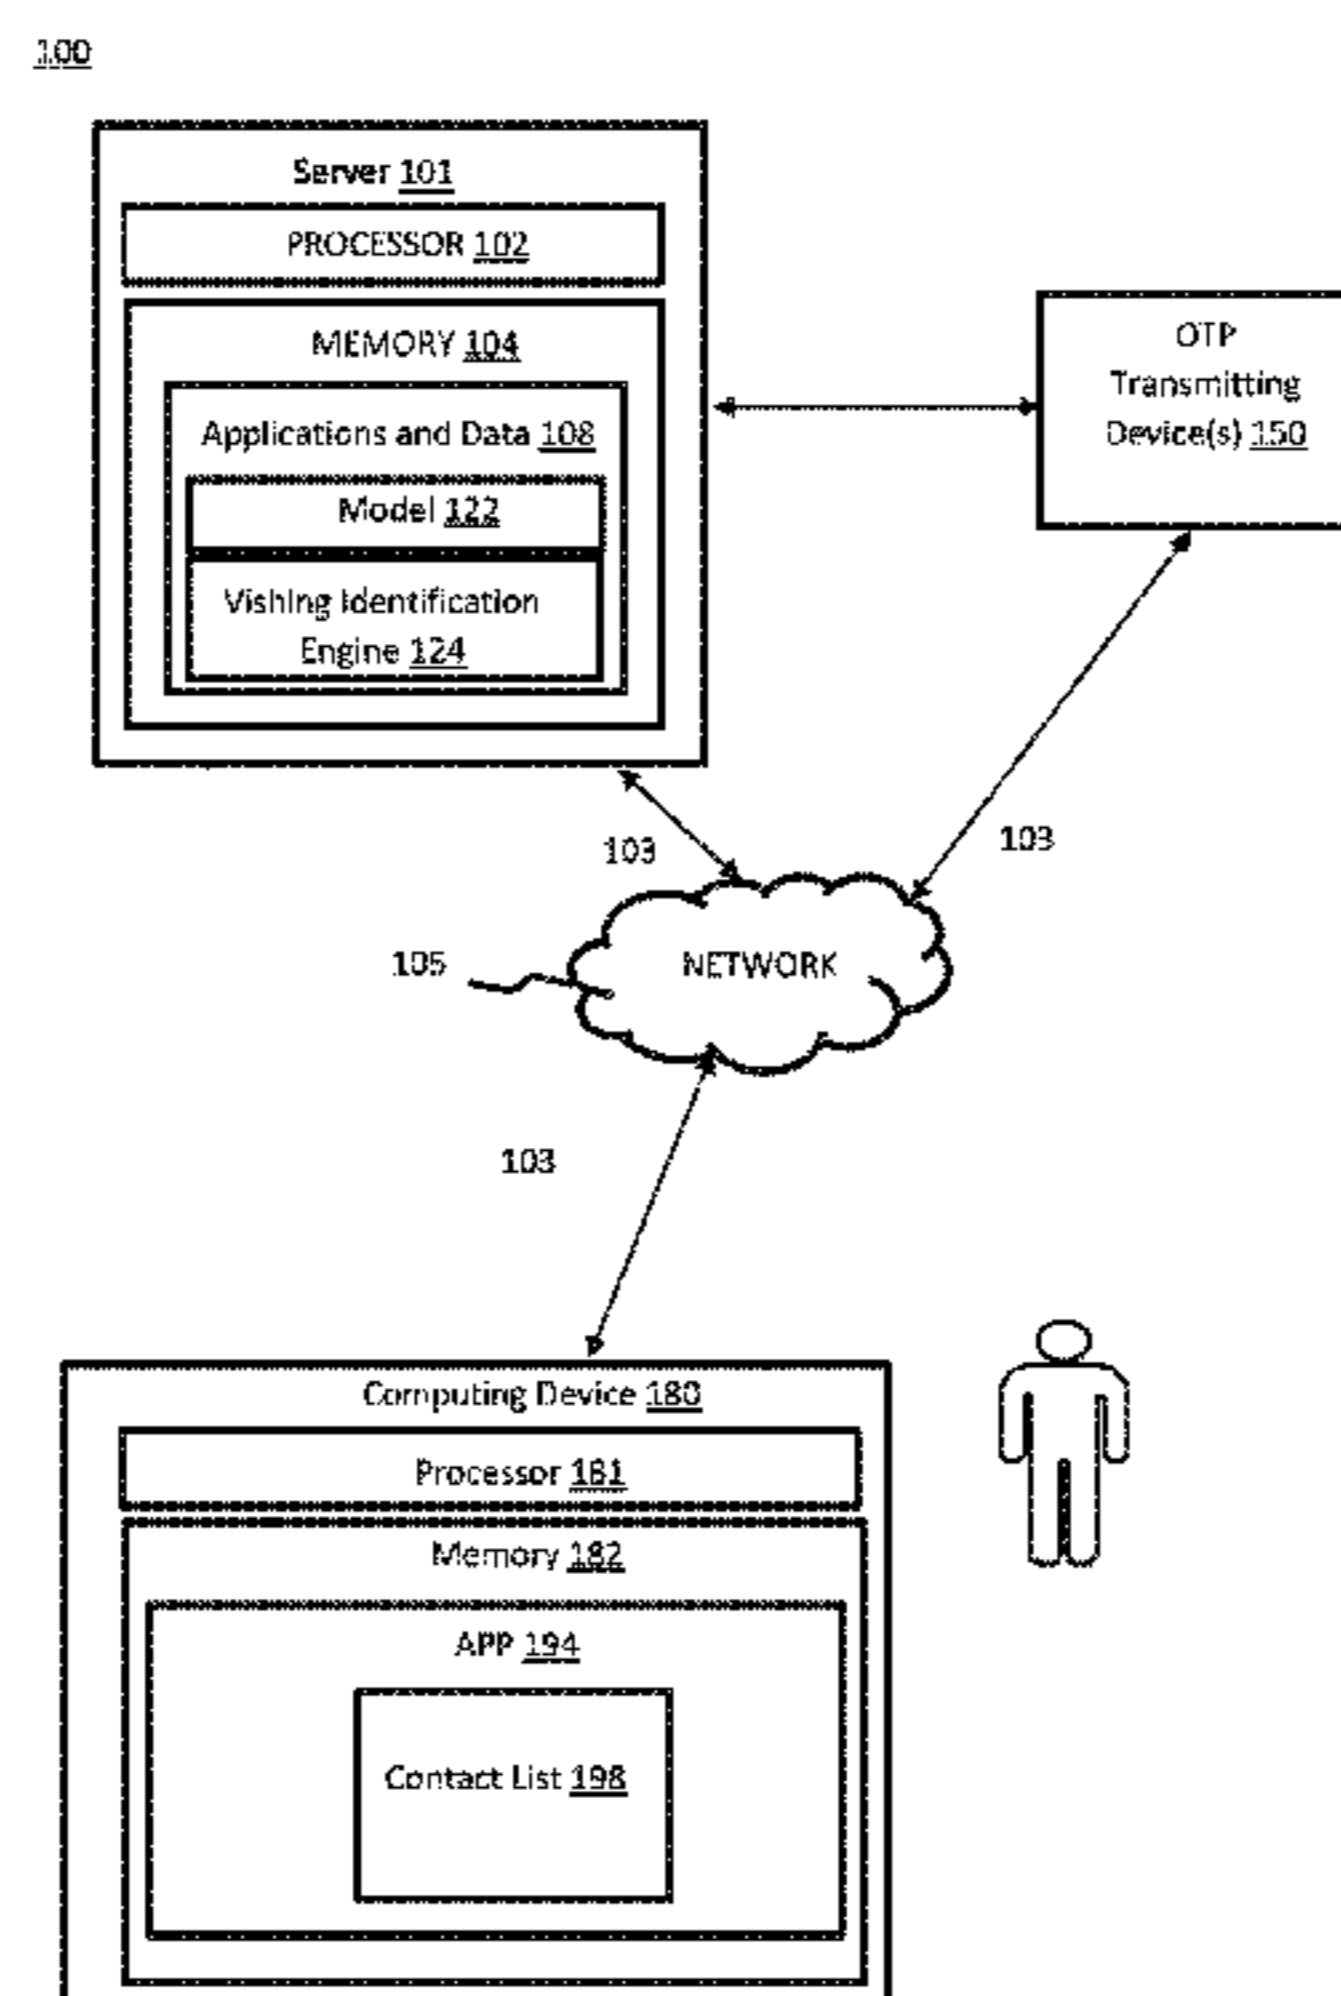 100
Server 101
PROCESSOR 102
MEMORY 104
Applications and Data 108
Model 122
Vishing Identification
Engine 124
OTP
Transmitting
Device(s) 150
103
103
105
NETWORK
103
Computing Device 180
Processor 181
Memory 182
APP 194
Contact List 198